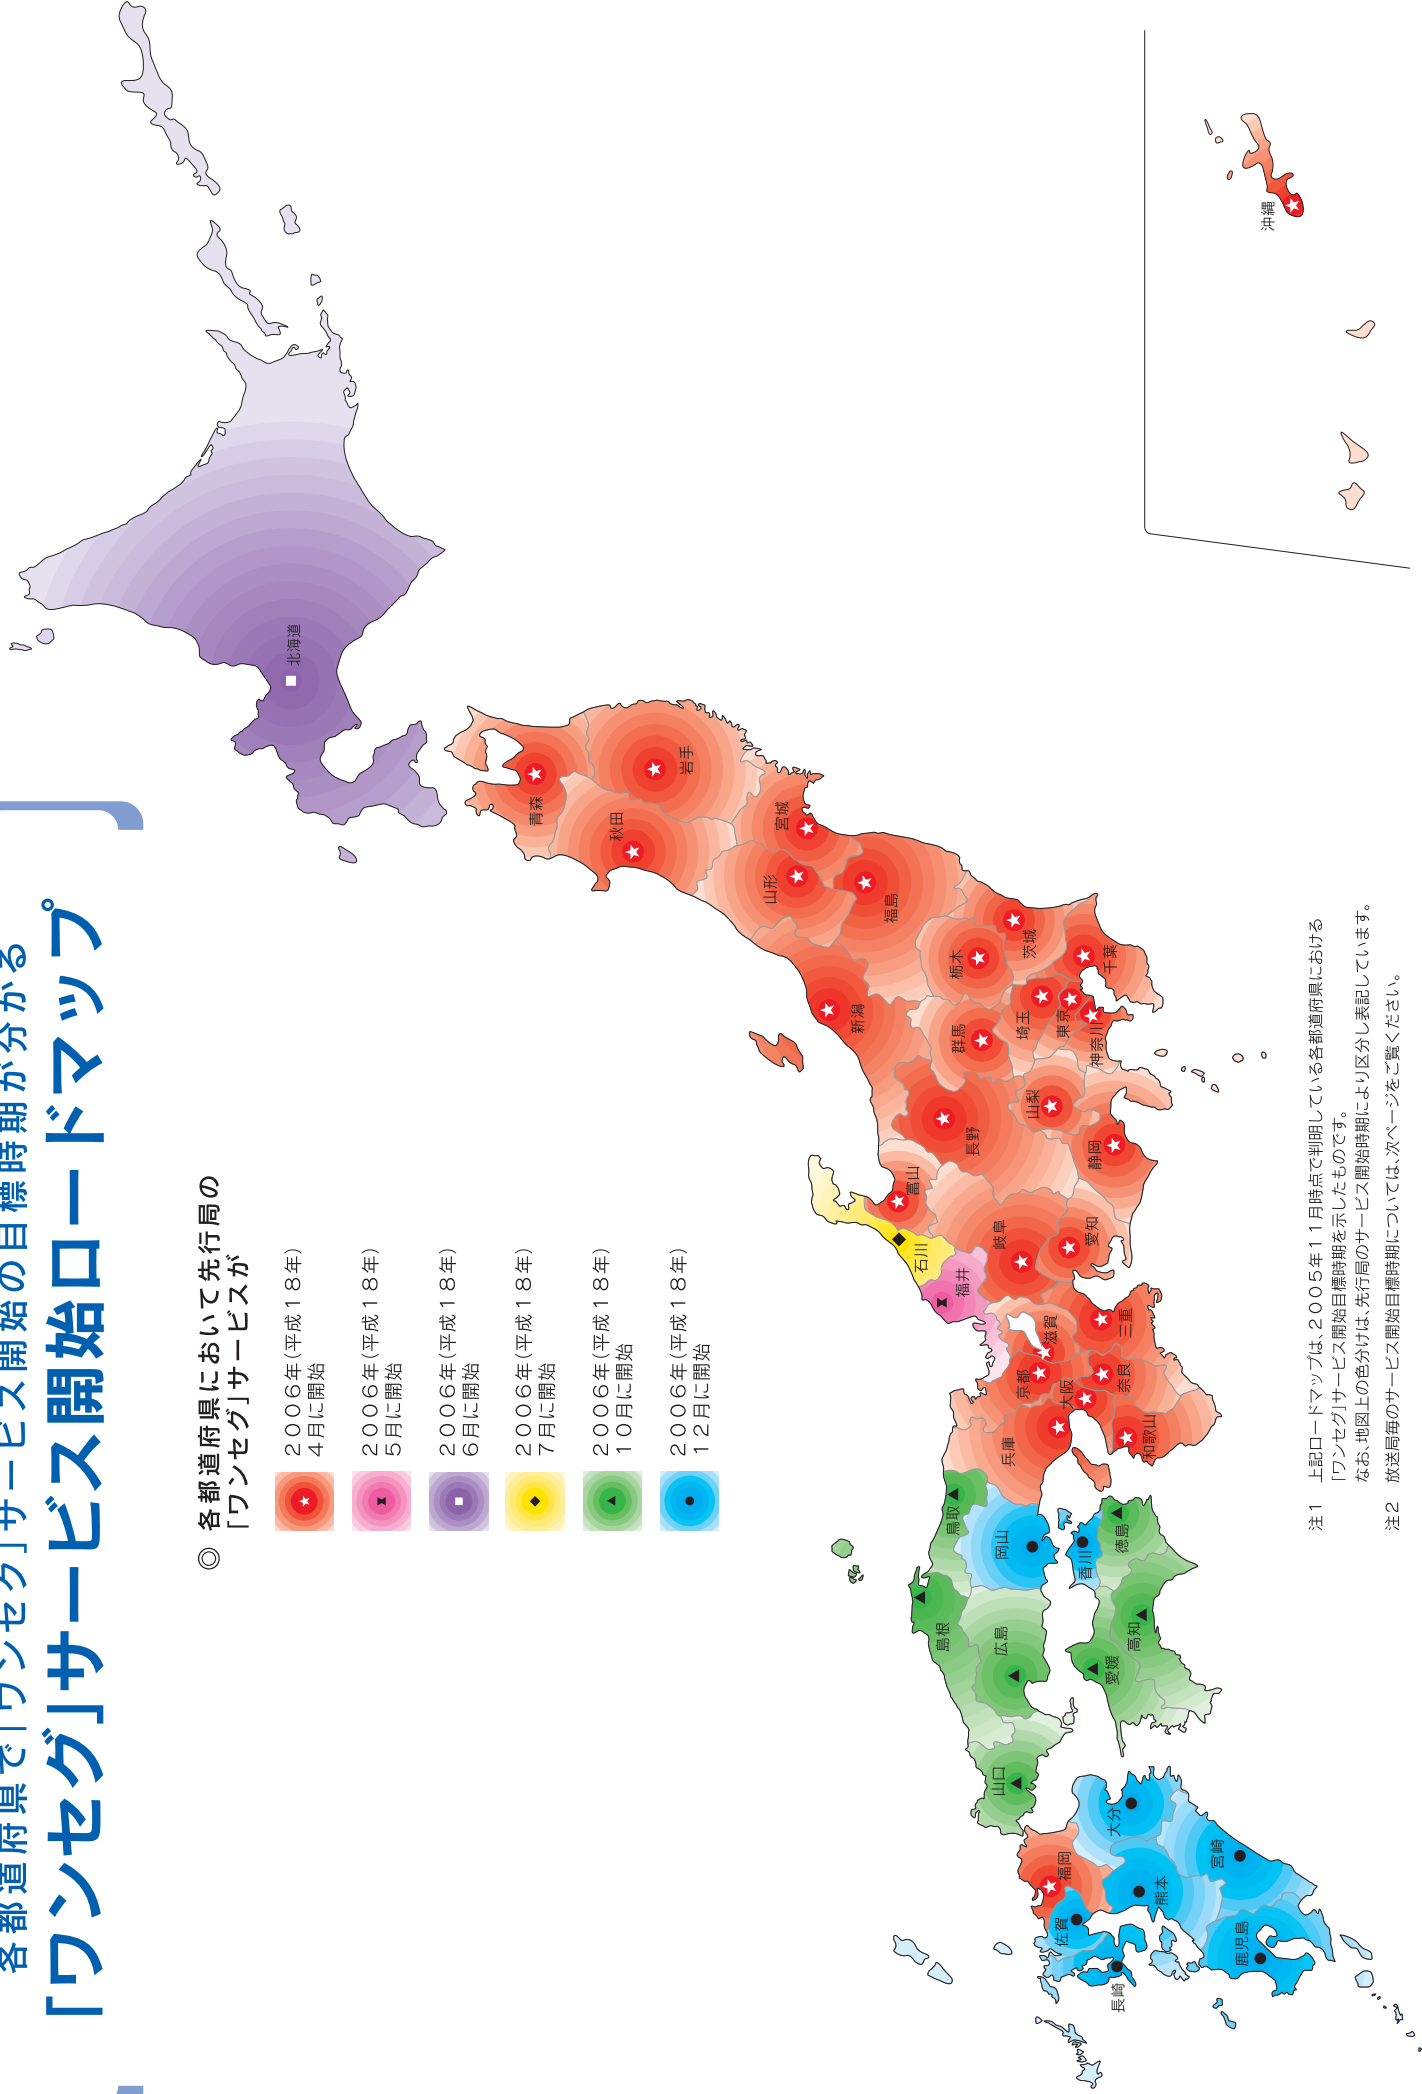 各都道府県で「ワンセグ」サービス開始の目標時期が分かる
「ワンセグ」サービス開始ロードマップ
◎ 各都道府県において先行局の
「ワンセグ」サービスが
２００６年（平成１８年）
４月に開始
２００６年（平成１８年）
５月に開始
２００６年（平成１８年）
６月に開始
２００６年（平成１８年）
７月に開始
２００６年（平成１８年）
１０月に開始
２００６年（平成１８年）
１２月に開始
北海道
青森
岩手
秋田
宮城
山形
福島
新潟
栃木
茨城
群馬
埼玉
東京
千葉
神奈川
長野
山梨
静岡
富山
石川
福井
岐阜
愛知
滋賀
三重
京都
奈良
大阪
和歌山
兵庫
鳥取
岡山
島根
広島
山口
香川
徳島
高知
愛媛
福岡
佐賀
長崎
大分
熊本
宮崎
鹿児島
沖縄
注１ 上記ロードマップは、２００５年１１月時点で判明している各都道府県における
「ワンセグ」サービス開始目標時期を示したものです。
なお、地図上の色分けは、先行局のサービス開始時期により区分し表記しています。
注２ 放送局毎のサービス開始目標時期については、次ページをご覧ください。